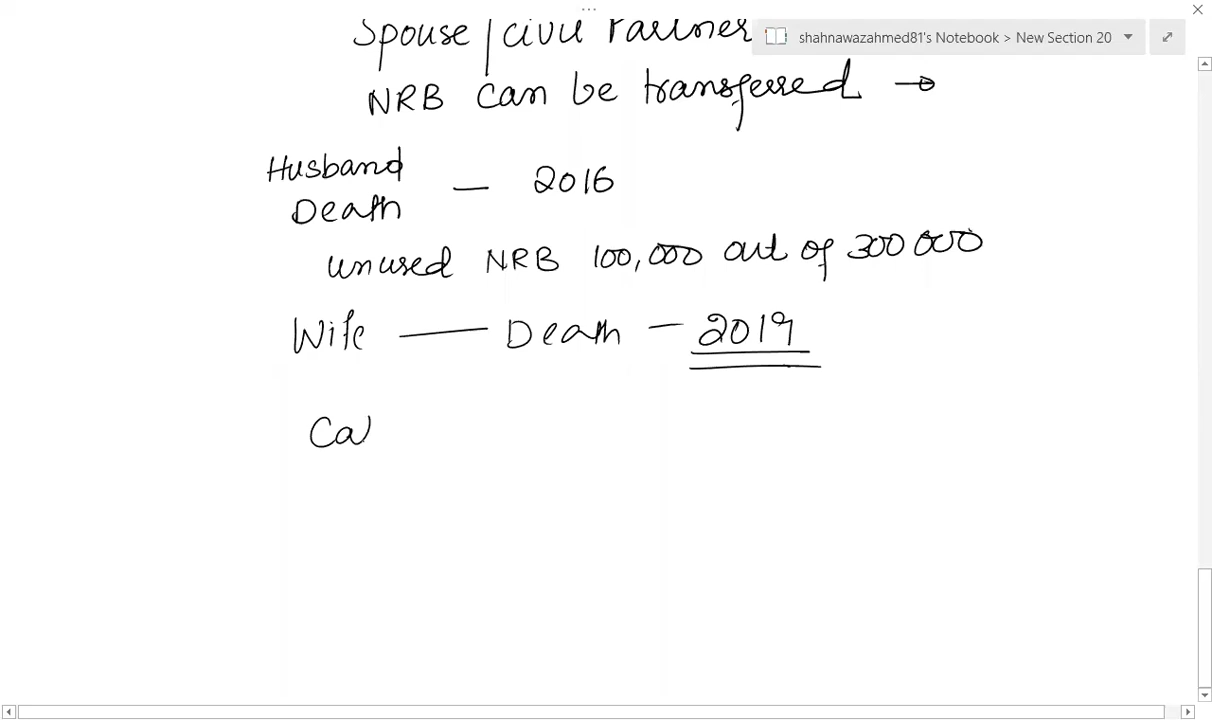 Spouse / civil Partner
shahnawazahmed81's Notebook > New Section 20
NRB can be transferred →
Husband
Death — 2016
unused NRB 100,000 out of 300 000
Wife — Death — 2019
Cal